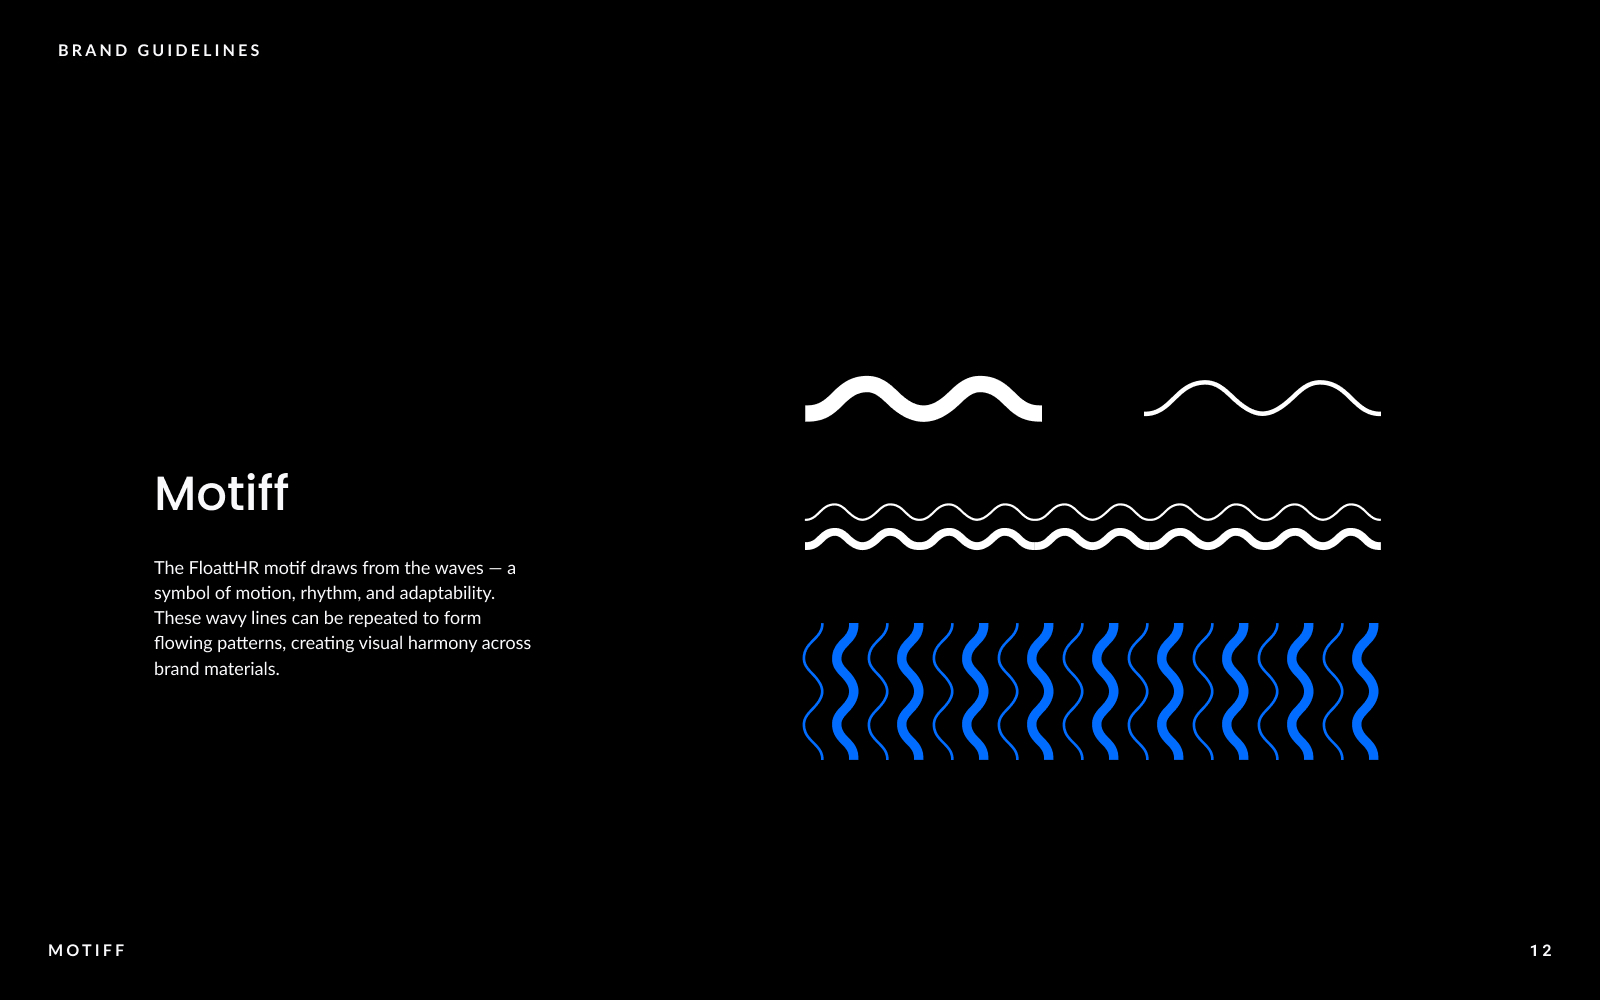 BRAND GUIDELINES
Motiff
The FloattHR motif draws from the waves — a
symbol of motion, rhythm, and adaptability.
These wavy lines can be repeated to form
flowing patterns, creating visual harmony across
brand materials.
MOTIFF
12